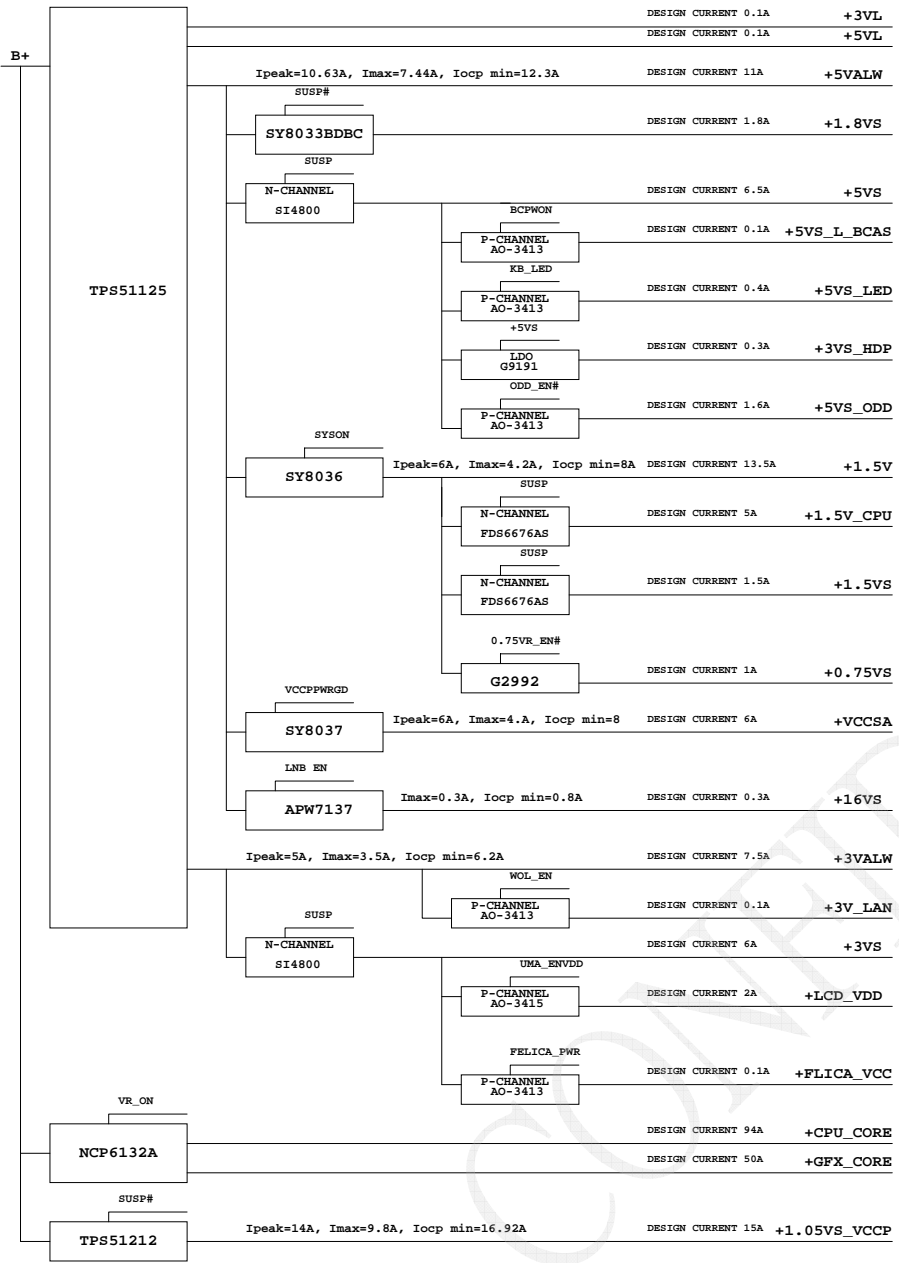 DESIGN CURRENT 0.1A +3VL
DESIGN CURRENT 0.1A +5VL
B+
Ipeak=10.63A, Imax=7.44A, Iocp min=12.3A DESIGN CURRENT 11A +5VALW
SUSP#
SY8033BDBC DESIGN CURRENT 1.8A +1.8VS
SUSP
N-CHANNEL
SI4800
DESIGN CURRENT 6.5A +5VS
BCPWON
P-CHANNEL
AO-3413
DESIGN CURRENT 0.1A +5VS_L_BCAS
TPS51125
KB_LED
P-CHANNEL
AO-3413
DESIGN CURRENT 0.4A +5VS_LED
+5VS
LDO
G9191
DESIGN CURRENT 0.3A +3VS_HDP
ODD_EN#
P-CHANNEL
AO-3413
DESIGN CURRENT 1.6A +5VS_ODD
SYSON
SY8036
Ipeak=6A, Imax=4.2A, Iocp min=8A DESIGN CURRENT 13.5A +1.5V
SUSP
N-CHANNEL
FDS6676AS
DESIGN CURRENT 5A +1.5V_CPU
SUSP
N-CHANNEL
FDS6676AS
DESIGN CURRENT 1.5A +1.5VS
0.75VR_EN#
G2992
DESIGN CURRENT 1A +0.75VS
VCCPPWRGD
SY8037
Ipeak=6A, Imax=4.A, Iocp min=8 DESIGN CURRENT 6A +VCCSA
LNB EN
APW7137
Imax=0.3A, Iocp min=0.8A DESIGN CURRENT 0.3A +16VS
Ipeak=5A, Imax=3.5A, Iocp min=6.2A DESIGN CURRENT 7.5A +3VALW
WOL_EN
P-CHANNEL
AO-3413
DESIGN CURRENT 0.1A +3V_LAN
SUSP
N-CHANNEL
SI4800
DESIGN CURRENT 6A +3VS
UMA_ENVDD
P-CHANNEL
AO-3415
DESIGN CURRENT 2A +LCD_VDD
FELICA_PWR
P-CHANNEL
AO-3413
DESIGN CURRENT 0.1A +FLICA_VCC
VR_ON
NCP6132A
DESIGN CURRENT 94A +CPU_CORE
DESIGN CURRENT 50A +GFX_CORE
SUSP#
TPS51212
Ipeak=14A, Imax=9.8A, Iocp min=16.92A DESIGN CURRENT 15A +1.05VS_VCCP